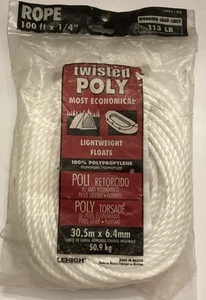 ROPE
100 ft x 1/4"
WORKING LOAD LIMIT
113 LB
twisted
POLY
MOST ECONOMICAL
LIGHTWEIGHT
FLOATS
100% POLYPROPYLENE
POLI RETORCIDO
POLY TORSADÉ
30.5m x 6.4mm
50.9 kg
LEHIGH